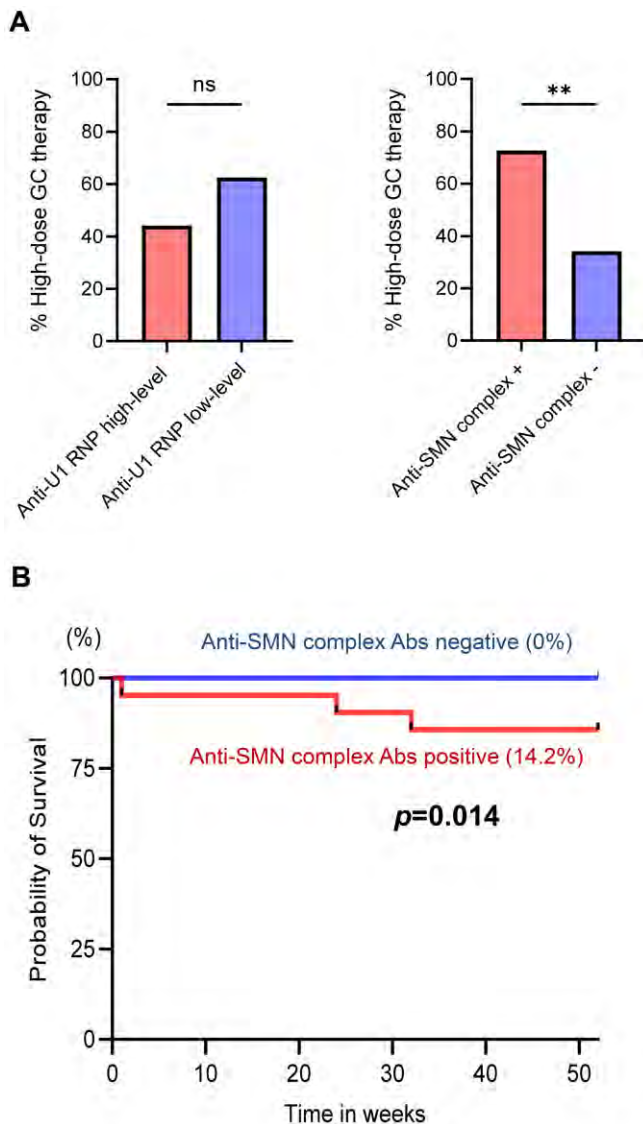 A
% High-dose GC therapy
100
80
60
40
20
0
ns
Anti-U1 RNP high-level
Anti-U1 RNP low-level
% High-dose GC therapy
100
80
60
40
20
0
**
Anti-SMN complex +
Anti-SMN complex -
B
(%)
Probability of Survival
100
75
50
25
0
Anti-SMN complex Abs negative (0%)
Anti-SMN complex Abs positive (14.2%)
p=0.014
0 10 20 30 40 50
Time in weeks